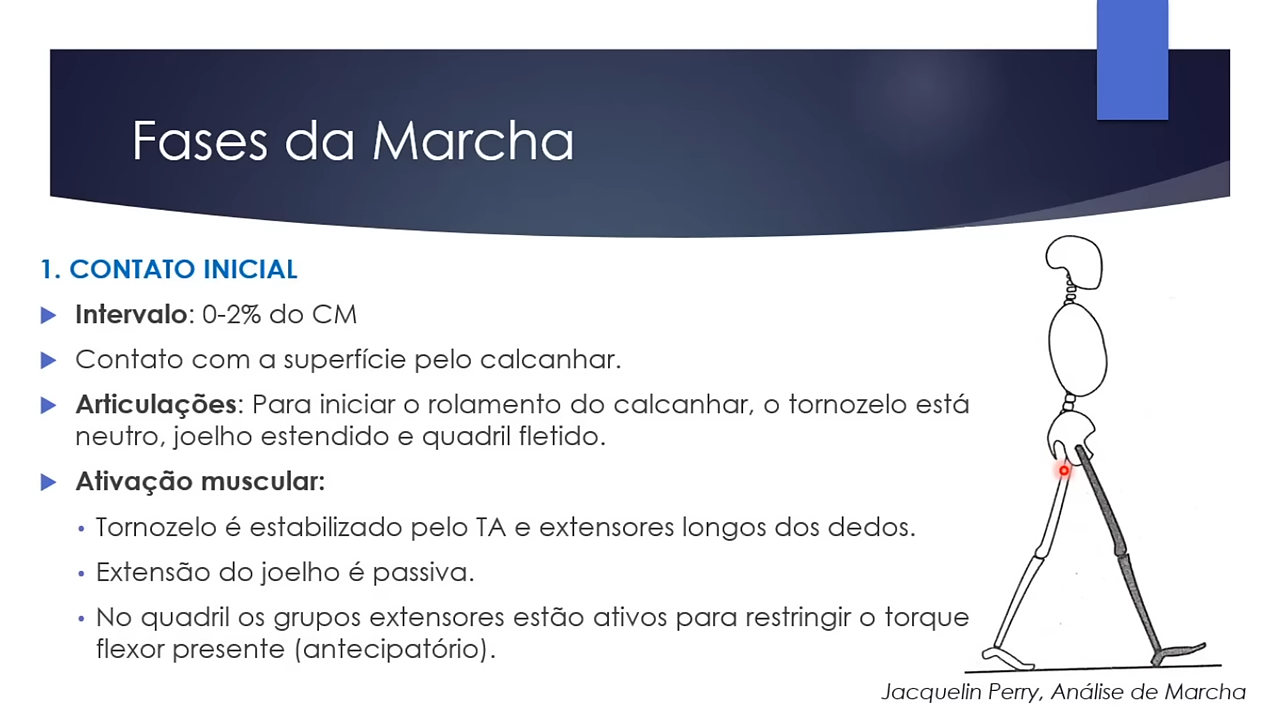 Fases da Marcha
1. CONTATO INICIAL
Intervalo: 0-2% do CM
Contato com a superfície pelo calcanhar.
Articulações: Para iniciar o rolamento do calcanhar, o tornozelo está
neutro, joelho estendido e quadril fletido.
Ativação muscular:
Tornozelo é estabilizado pelo TA e extensores longos dos dedos.
Extensão do joelho é passiva.
No quadril os grupos extensores estão ativos para restringir o torque
flexor presente (antecipatório).
Jacquelin Perry, Análise de Marcha